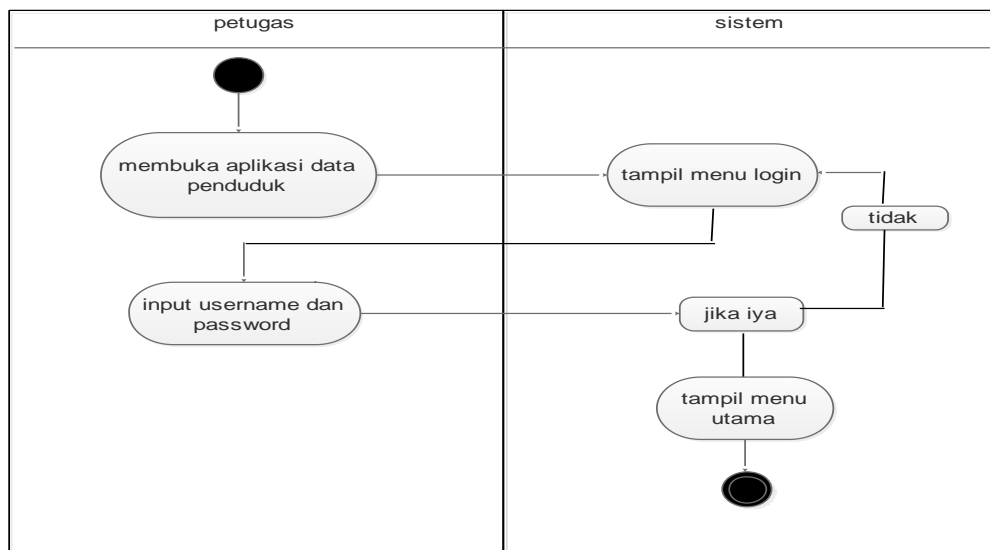 petugas
sistem
membuka aplikasi data
penduduk
tampil menu login
tidak
input username dan
password
jika iya
tampil menu
utama